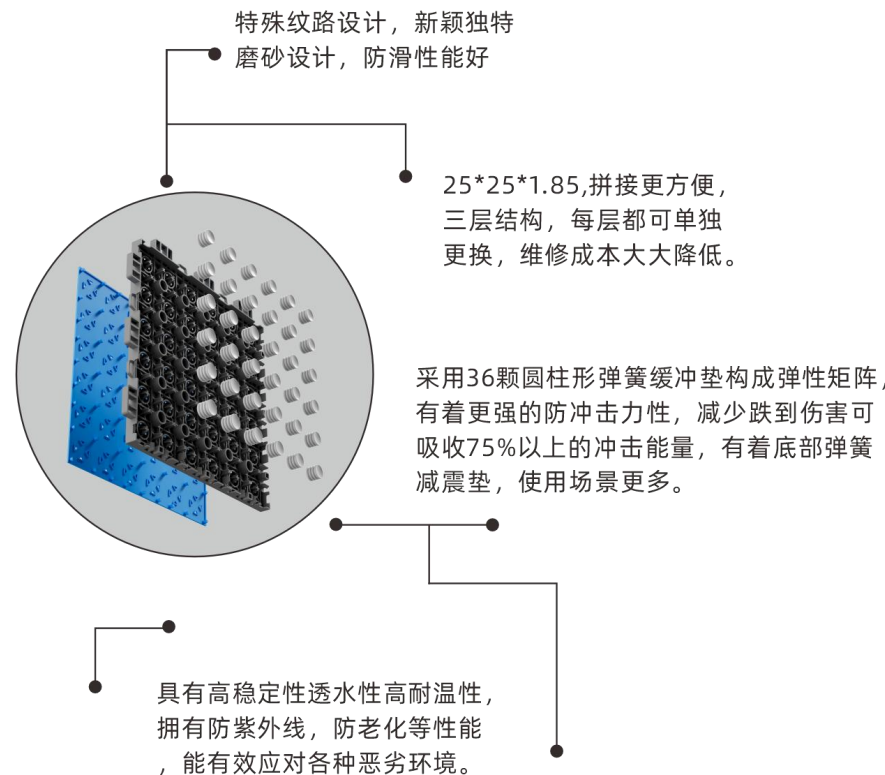 特殊纹路设计，新颖独特
磨砂设计，防滑性能好
25*25*1.85,拼接更方便，
三层结构，每层都可单独
更换，维修成本大大降低。
采用36颗圆柱形弹簧缓冲垫构成弹性矩阵，
有着更强的防冲击力性，减少跌到伤害可
吸收75%以上的冲击能量，有着底部弹簧
减震垫，使用场景更多。
具有高稳定性透水性高耐温性，
拥有防紫外线，防老化等性能
，能有效应对各种恶劣环境。